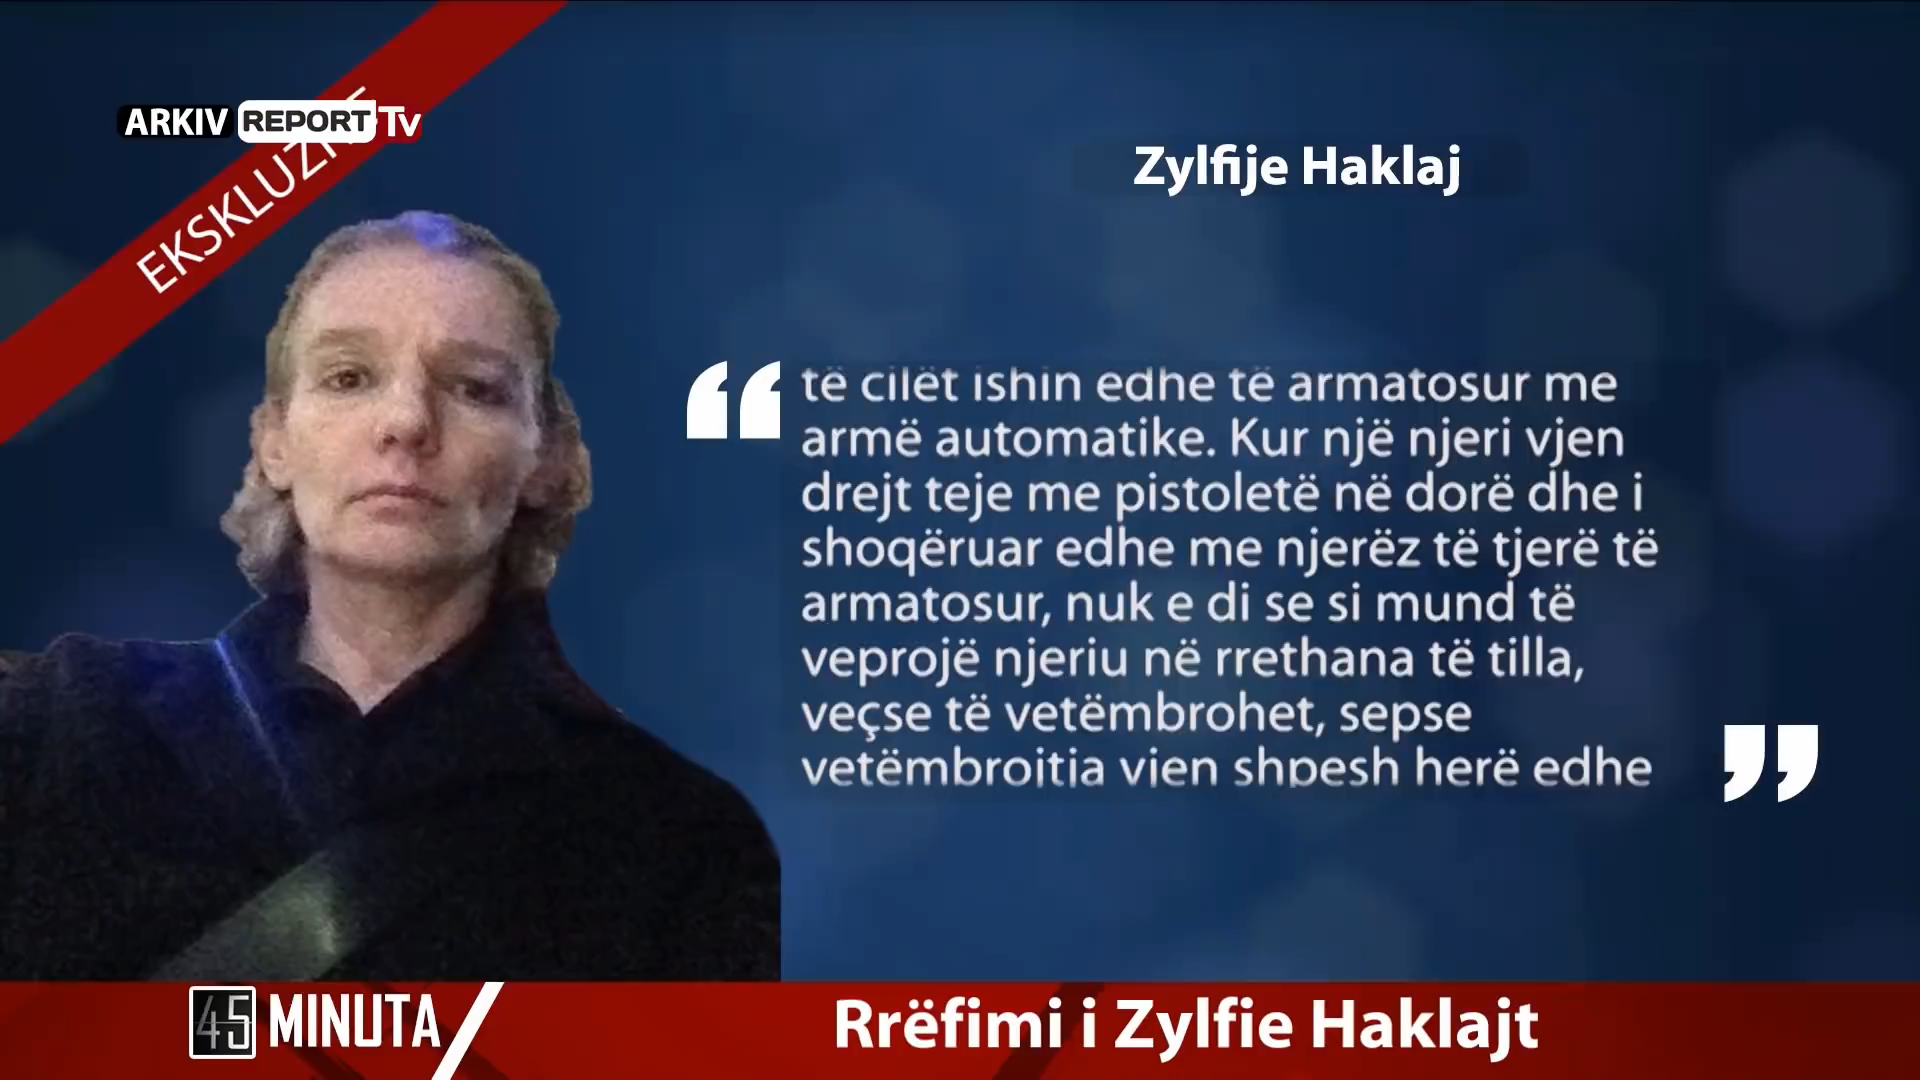 ARKIV REPORT Tv
EKSKLUZIVE
Zylfije Haklaj
“ të cilët ishin edhe të armatosur me
armë automatike. Kur një njeri vjen
drejt teje me pistoletë në dorë dhe i
shoqëruar edhe me njerëz të tjerë të
armatosur, nuk e di se si mund të
veprojë njeriu në rrethana të tilla,
veçse të vetëmbrohet, sepse
vetëmbrojtja vjen shpesh herë edhe ”
45 MINUTA
Rrëfimi i Zylfie Haklajt